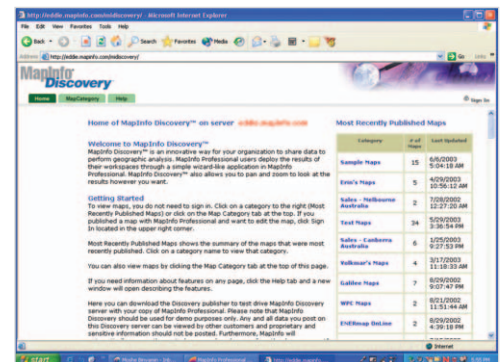 http://eddie.mapinfo.com/midiscovery/ - Microsoft Internet Explorer
File Edit View Favorites Tools Help
Back Search Favorites Media
Address http://eddie.mapinfo.com/midiscovery/ Go
MapInfo
Discovery™
Home MapCategory Help Sign In
Home of MapInfo Discovery™ on server eddie.mapinfo.com
Welcome to MapInfo Discovery™
MapInfo Discovery™ is an innovative way for your organization to share data to
perform geographic analysis. MapInfo Professional users deploy the results of
their workspaces through a simple wizard-like application in MapInfo
Professional. MapInfo Discovery™ also allows you to pan and zoom to look at the
results however you want.
Getting Started
To view maps, you do not need to sign in. Click on a category to the right (Most
Recently Published Maps) or click on the Map Category tab at the top. If you
published a map with MapInfo Professional and want to edit the map, click Sign
In located in the upper right corner.
Most Recently Published Maps shows the summary of the maps that were most
recently published. Click on a category name to view that category.
You can also view maps by clicking the Map Category tab at the top of this page.
If you need information about features on any page, click the Help tab and a new
window will open describing the features.
Here you can download the Discovery publisher to test drive MapInfo Discovery
server with your copy of MapInfo Professional. Please note that MapInfo
Discovery should be used for demo purposes only. Any and all data you post on
this Discovery server can be viewed by other customers and proprietary and
sensitive information should not be posted. Furthermore, MapInfo will
Most Recently Published Maps
Category # of Maps Last Updated
Sample Maps 15 6/8/2003 5:04:18 AM
Erin's Maps 5 4/29/2003 10:56:12 AM
Sales - Melbourne Australia 2 7/28/2002 12:27:20 AM
Test Maps 34 5/29/2003 3:36:54 PM
Sales - Canberra Australia 6 1/25/2003 9:27:53 PM
Volkmar's Maps 4 3/17/2003 11:18:33 AM
Galilee Maps 7 8/29/2002 9:07:47 PM
WPC Maps 2 8/21/2002 11:51:44 AM
ENERmap OnLine 2 8/29/2002 4:39:18 PM
Internet
start MapInfo Professional